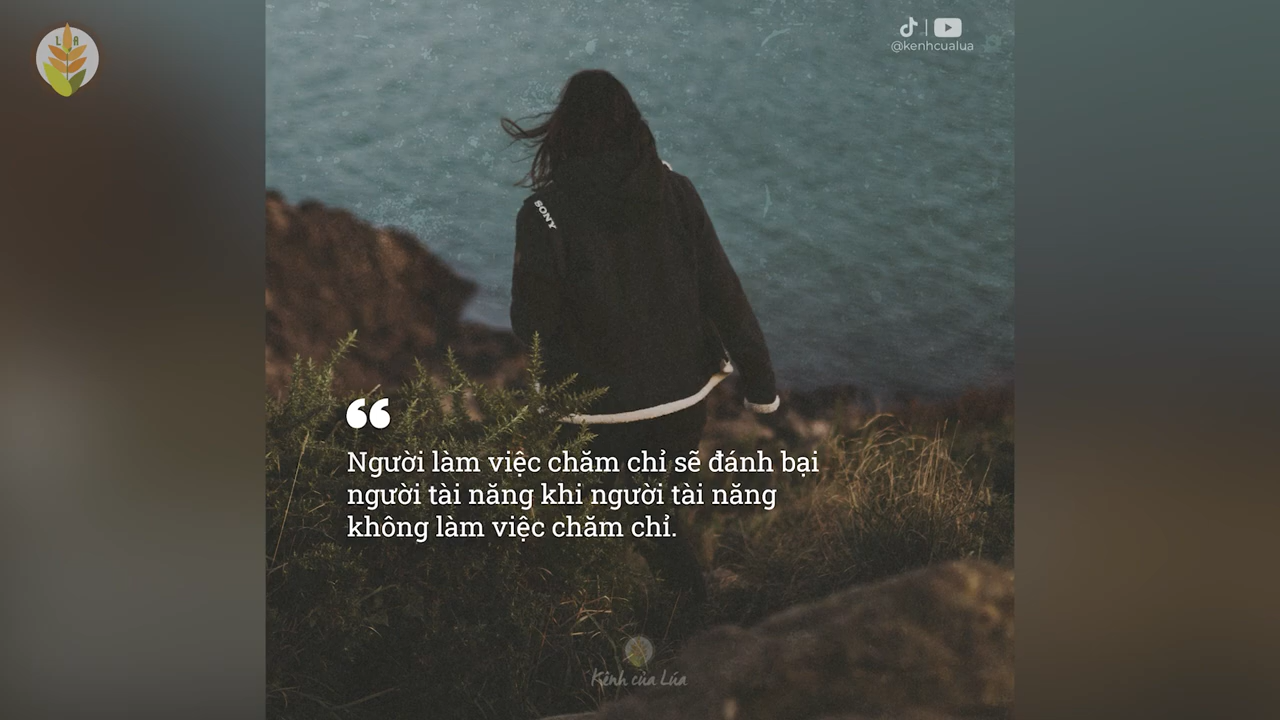 L A
@kenhcualua
SONY
Người làm việc chăm chỉ sẽ đánh bại
người tài năng khi người tài năng
không làm việc chăm chỉ.
Kênh của Lúa